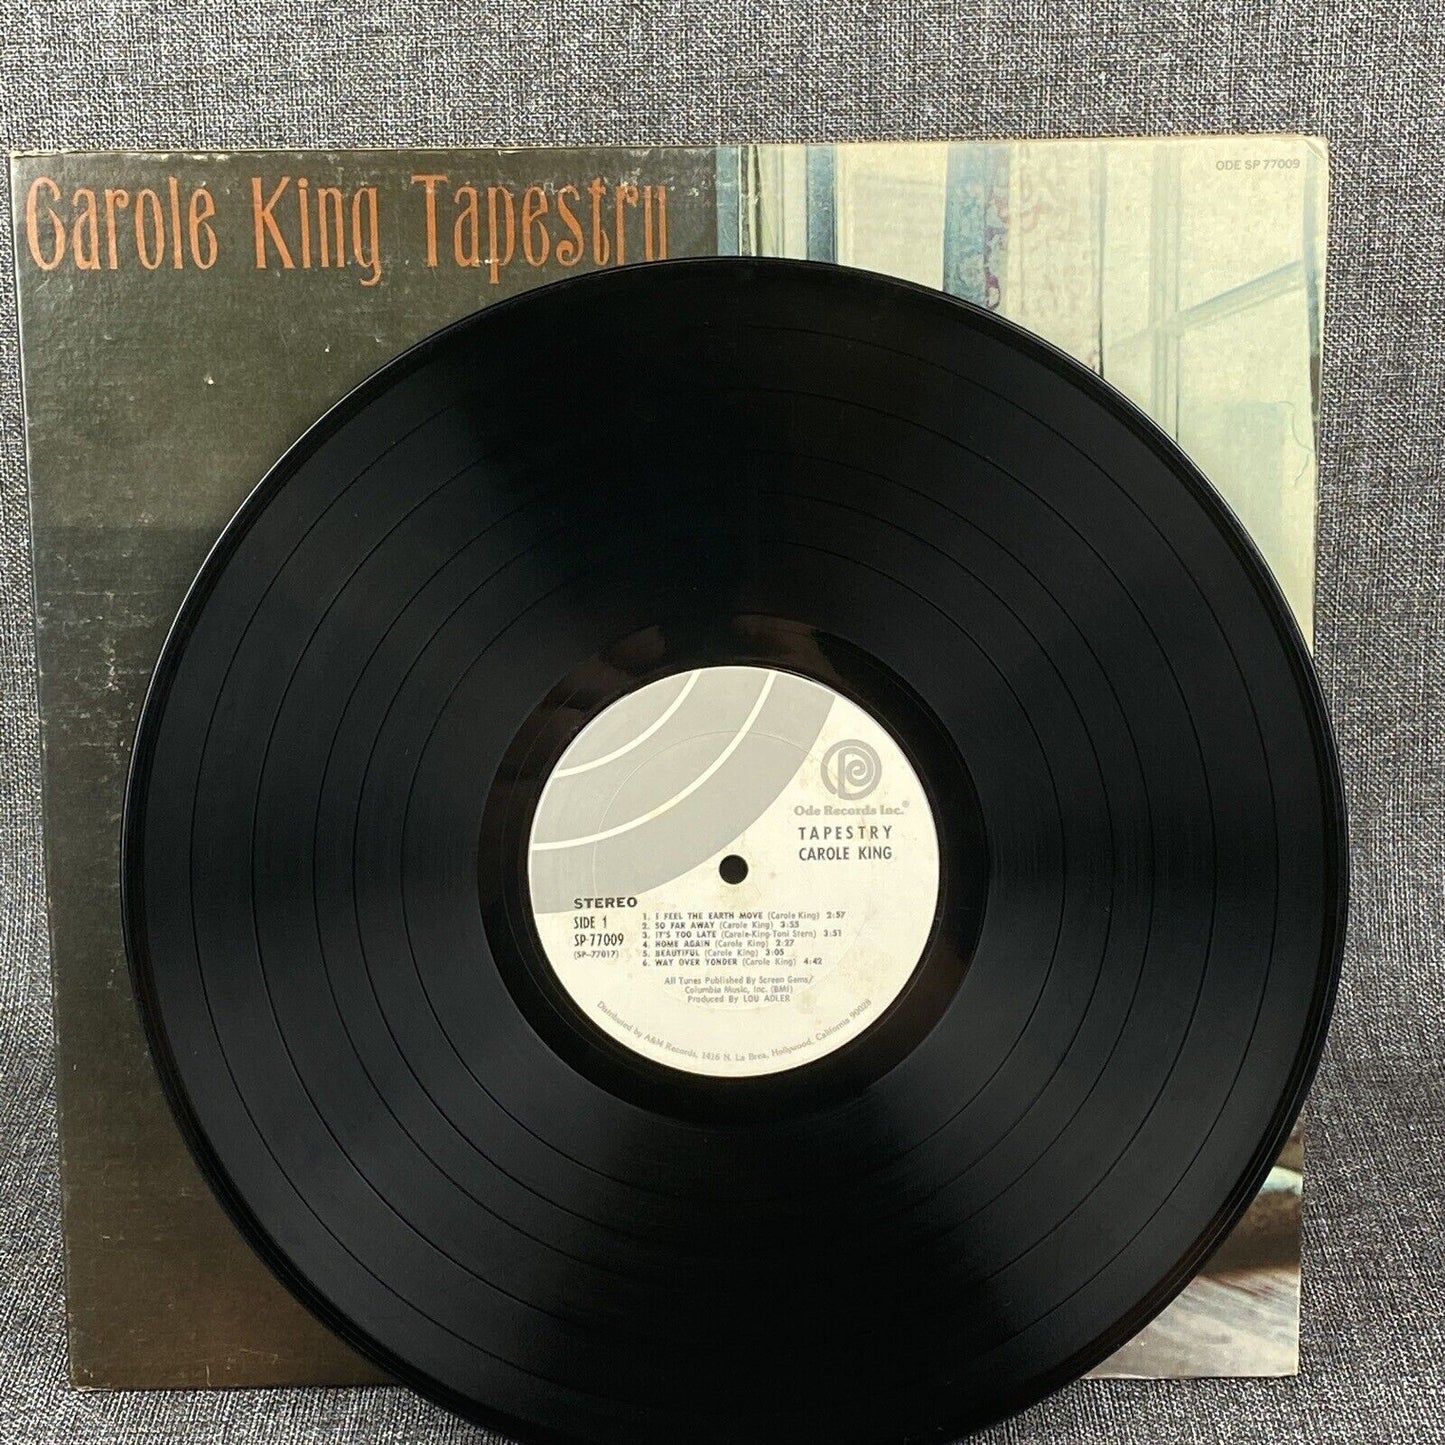 Carole King Tapestry
ODE SP 77009
Ode Records Inc.®
TAPESTRY
CAROLE KING
STEREO
SIDE 1
SP-77009
(SP-77017)
1. I FEEL THE EARTH MOVE (Carole King) 2:57
2. SO FAR AWAY (Carole King) 3:55
3. IT'S TOO LATE (Carole-King-Toni Stern) 3:51
4. HOME AGAIN (Carole King) 2:27
5. BEAUTIFUL (Carole King) 3:05
6. WAY OVER YONDER (Carole King) 4:42
All Tunes Published By Screen Gems/
Columbia Music, Inc. (BMI)
Produced By LOU ADLER
Distributed by A&M Records, 1416 N. La Brea, Hollywood, California 90028